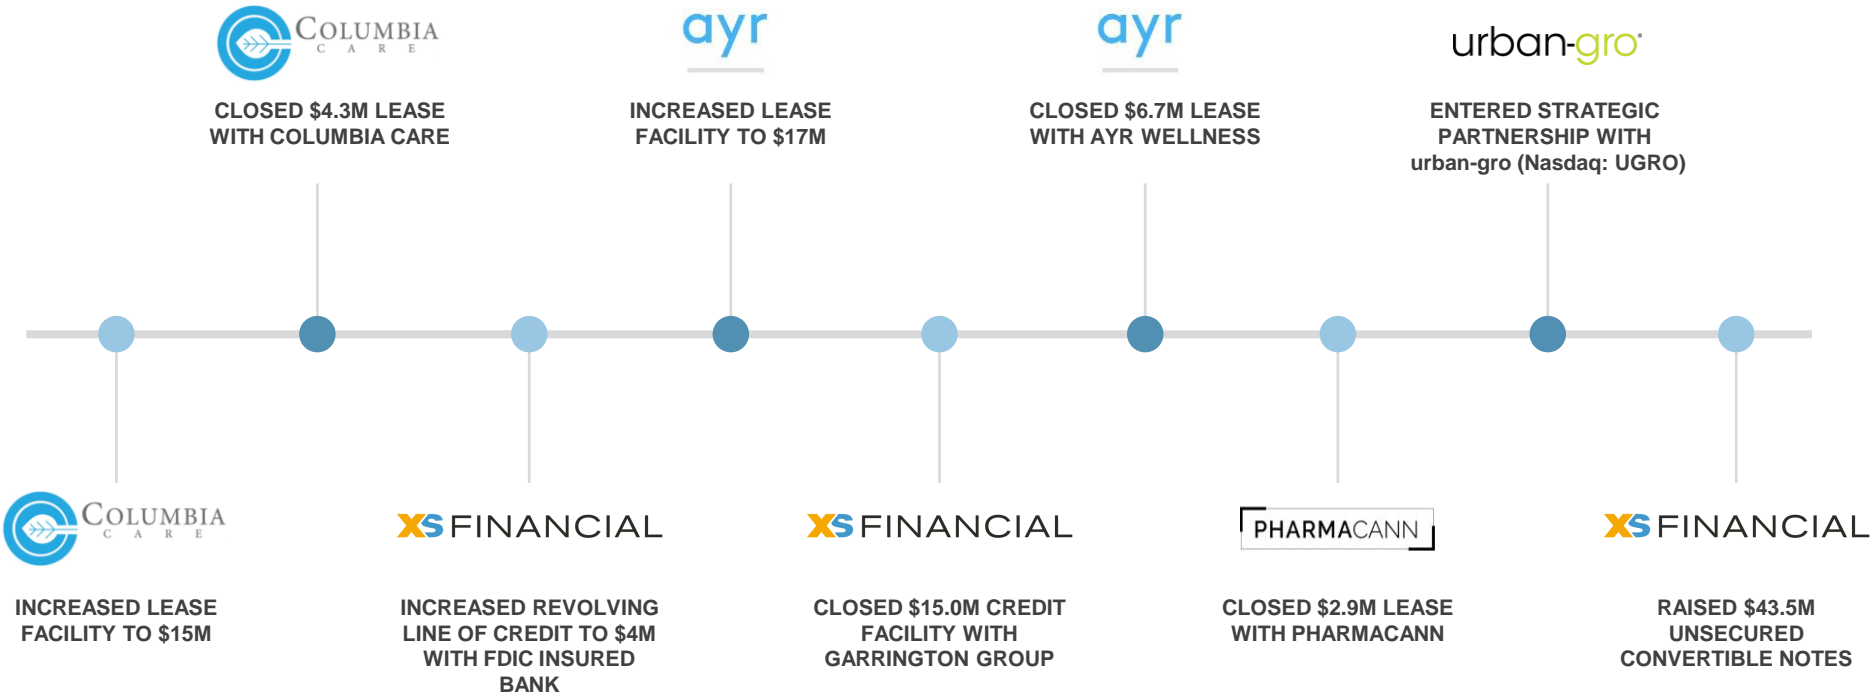 COLUMBIA
CARE
CLOSED $4.3M LEASE
WITH COLUMBIA CARE
ayr
INCREASED LEASE
FACILITY TO $17M
ayr
CLOSED $6.7M LEASE
WITH AYR WELLNESS
urban-gro®
ENTERED STRATEGIC
PARTNERSHIP WITH
urban-gro (Nasdaq: UGRO)
COLUMBIA
CARE
INCREASED LEASE
FACILITY TO $15M
XS FINANCIAL
INCREASED REVOLVING
LINE OF CREDIT TO $4M
WITH FDIC INSURED
BANK
XS FINANCIAL
CLOSED $15.0M CREDIT
FACILITY WITH
GARRINGTON GROUP
PHARMACANN
CLOSED $2.9M LEASE
WITH PHARMACANN
XS FINANCIAL
RAISED $43.5M
UNSECURED
CONVERTIBLE NOTES